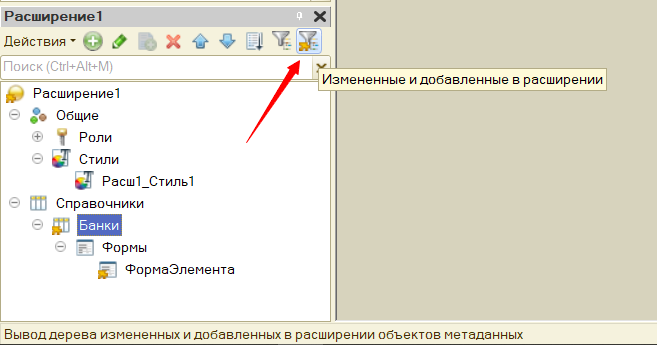 Расширение1
Действия
Поиск (Ctrl+Alt+M)
Измененные и добавленные в расширении
Расширение1
Общие
Роли
Стили
Расш1_Стиль1
Справочники
Банки
Формы
ФормаЭлемента
Вывод дерева измененных и добавленных в расширении объектов метаданных